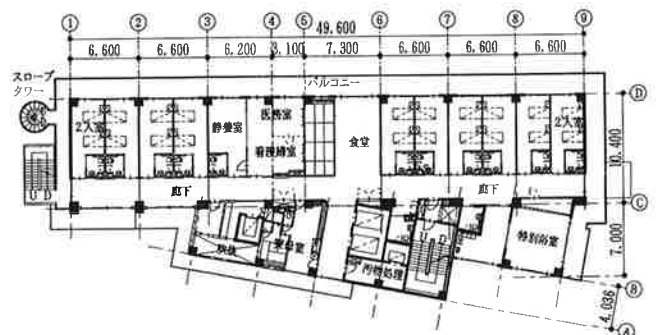 ① ② ③ ④ ⑤ ⑥ ⑦ ⑧ ⑨
49.600
6.600 6.600 6.200 3.100 7.300 6.600 6.600 6.600
スロープ
タワー
バルコニー
Ⓓ
2人室
静養室
医務室
看護婦室
食堂
2人室
10.400
廊下
廊下
U D
Ⓒ
吹抜
U D
特別浴室
7.000
汚物処理
Ⓑ
4.036
Ⓐ